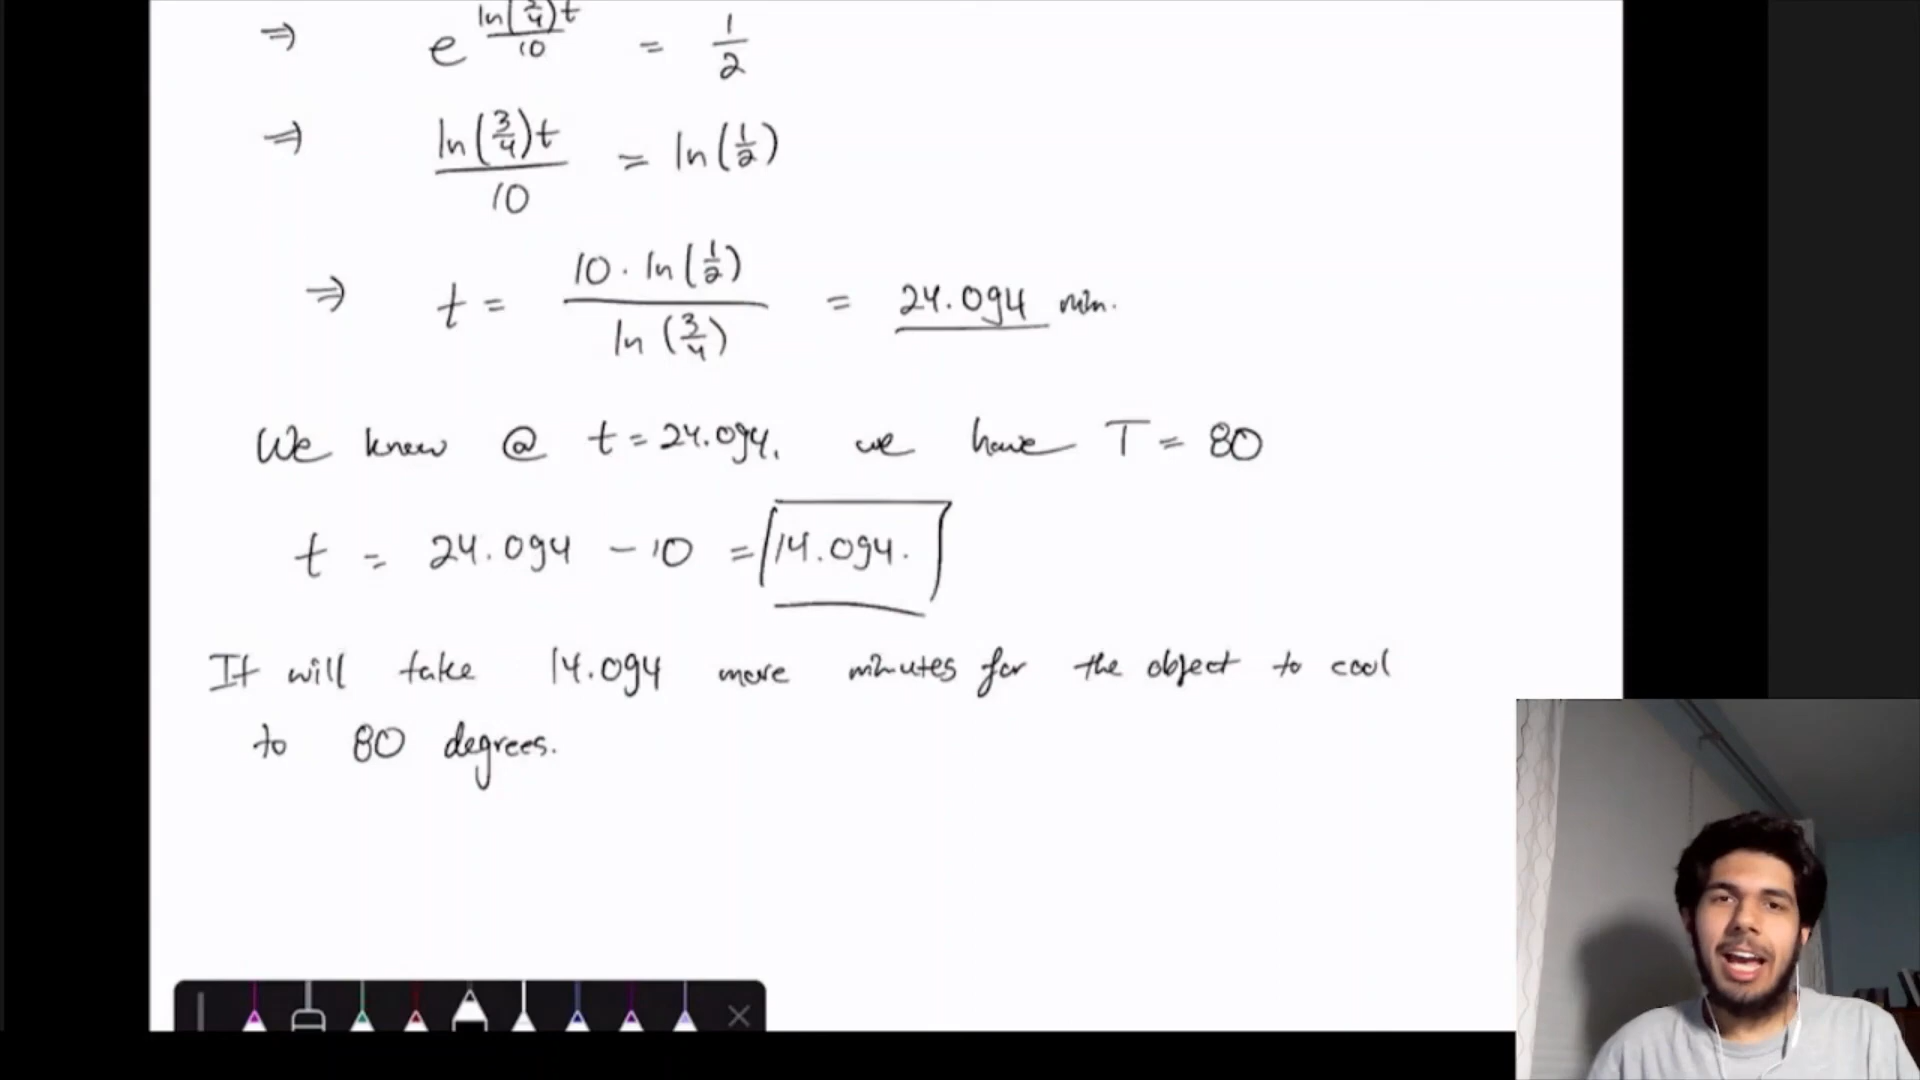 ⇒ e^(ln(3/4)t/10) = 1/2
⇒ ln(3/4)t/10 = ln(1/2)
⇒ t = 10 · ln(1/2) / ln(3/4) = 24.094 min.
We know @ t = 24.094, we have T = 80
t = 24.094 - 10 = 14.094.
It will take 14.094 more minutes for the object to cool
to 80 degrees.